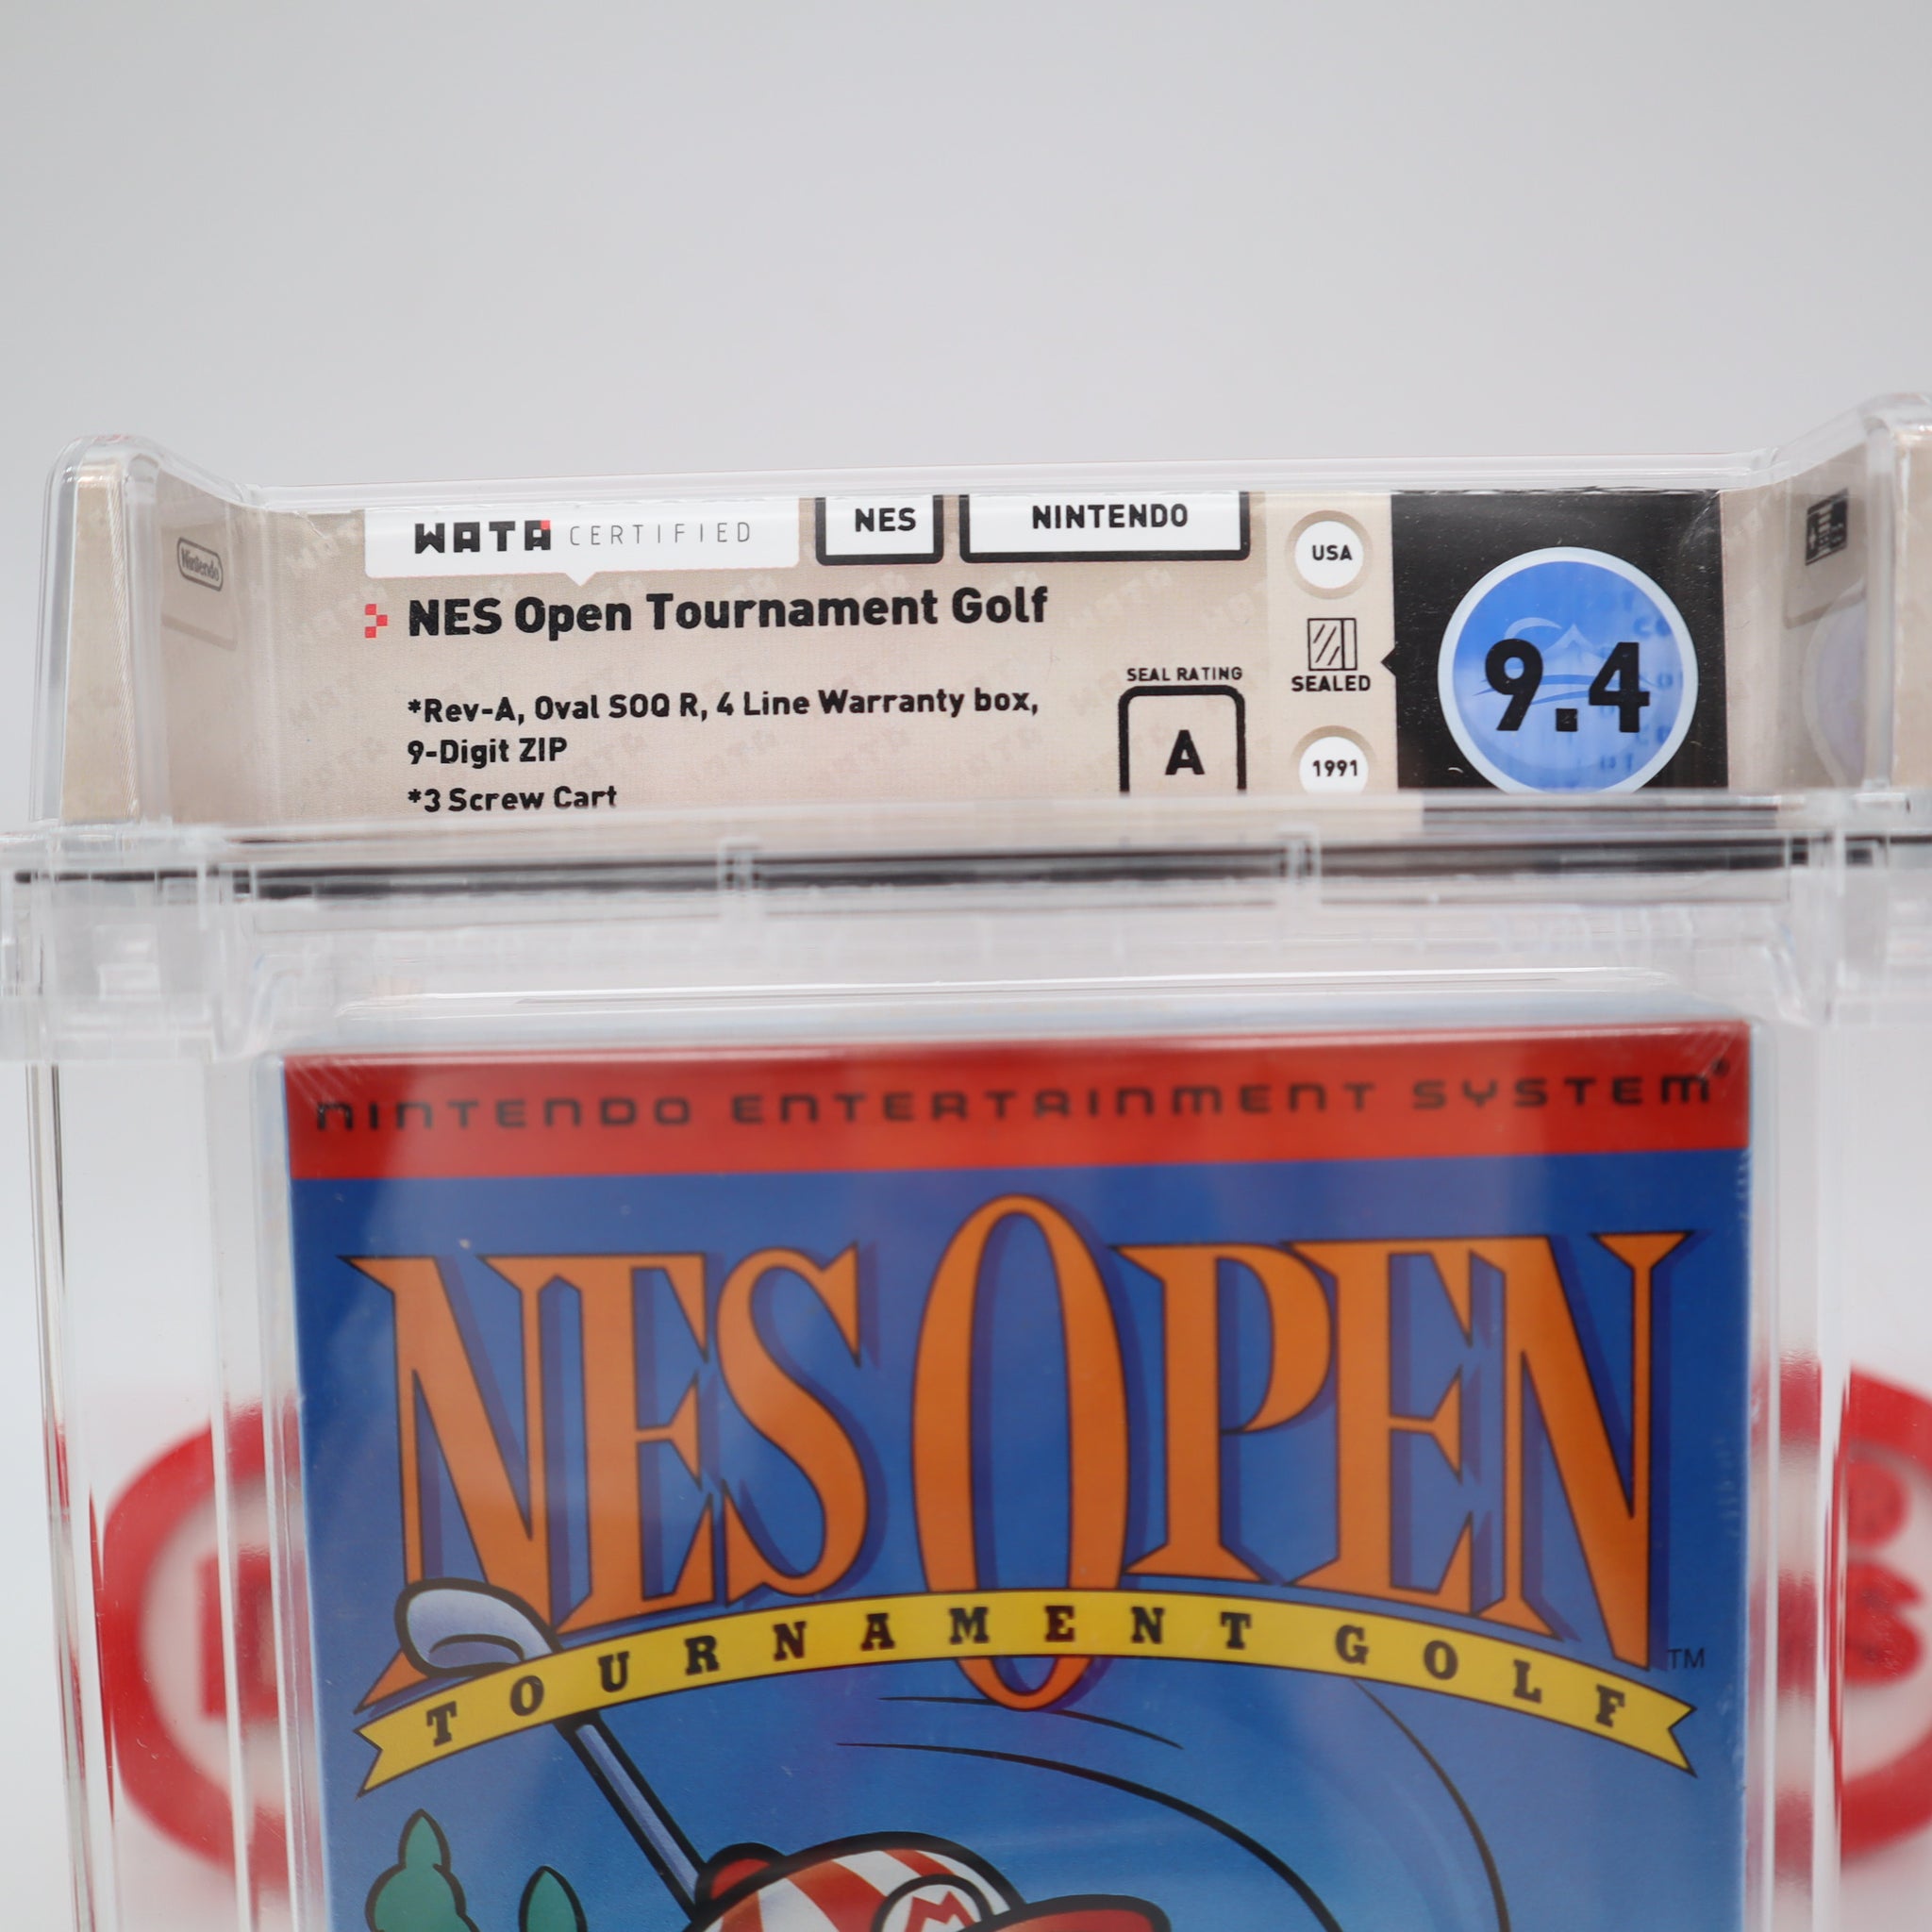 Nintendo
WATA CERTIFIED
NES
NINTENDO
USA
NES Open Tournament Golf
9.4
SEAL RATING
A
SEALED
*Rev-A, Oval SOQ R, 4 Line Warranty box,
9-Digit ZIP
*3 Screw Cart
1991
NINTENDO ENTERTAINMENT SYSTEM®
NES OPEN
TOURNAMENT GOLF
TM
M